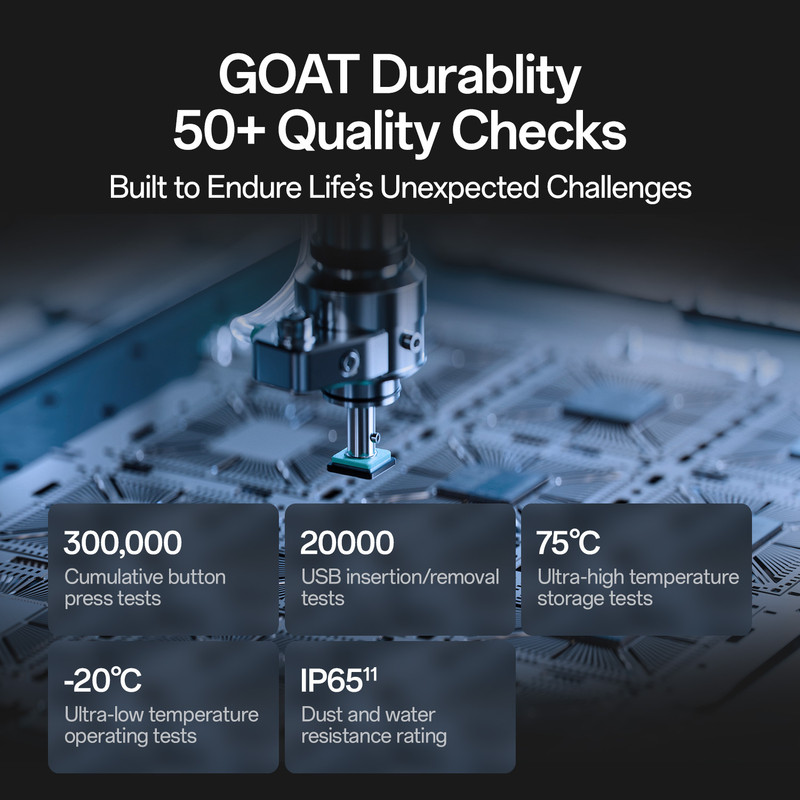 GOAT Durablity
50+ Quality Checks
Built to Endure Life's Unexpected Challenges
300,000
Cumulative button
press tests
20000
USB insertion/removal
tests
75°C
Ultra-high temperature
storage tests
-20°C
Ultra-low temperature
operating tests
IP65¹¹
Dust and water
resistance rating